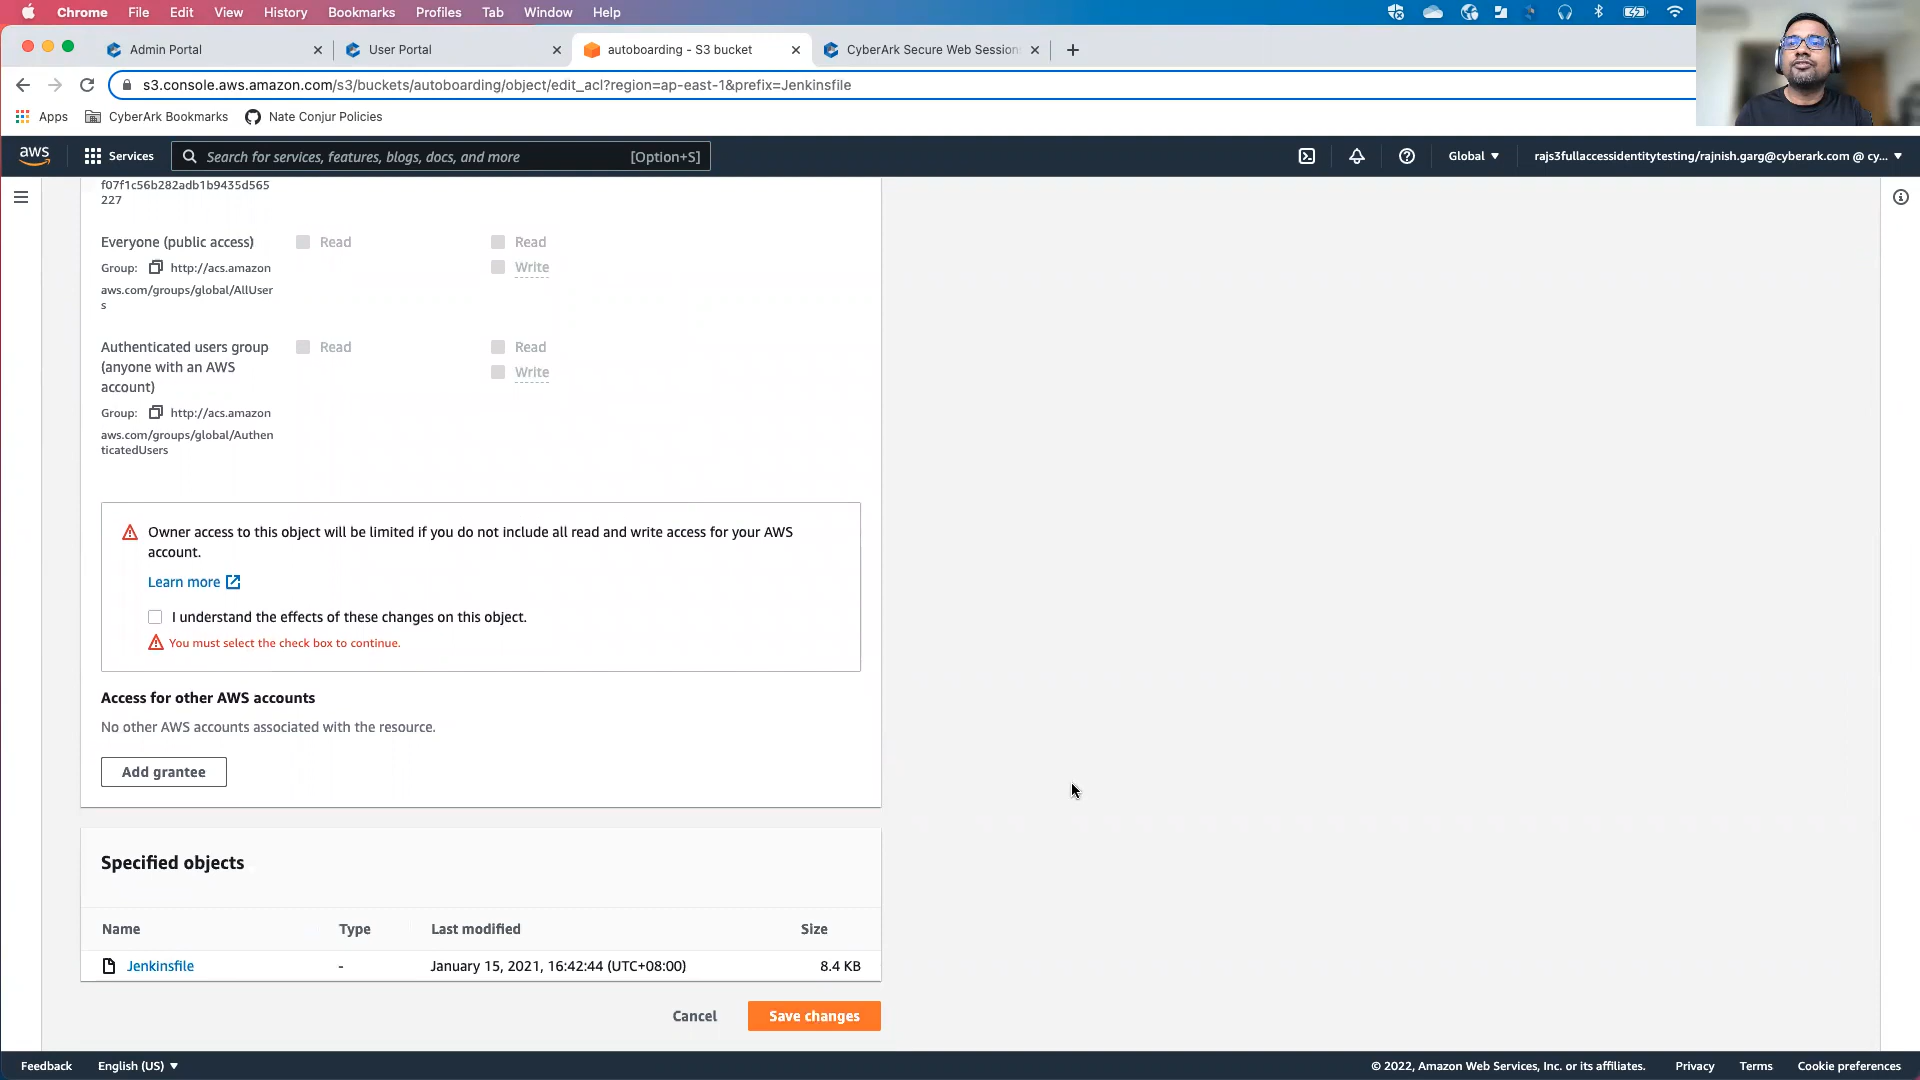 Chrome File Edit View History Bookmarks Profiles Tab Window Help
Admin Portal
User Portal
autoboarding - S3 bucket
CyberArk Secure Web Session
s3.console.aws.amazon.com/s3/buckets/autoboarding/object/edit_acl?region=ap-east-1&prefix=Jenkinsfile
Apps
CyberArk Bookmarks
Nate Conjur Policies
aws
Services
Search for services, features, blogs, docs, and more
[Option+S]
Global
rajs3fullaccessidentitytesting/rajnish.garg@cyberark.com @ cy...
f07f1c56b282adb1b9435d565
227
Everyone (public access)
Read
Read
Write
Group: http://acs.amazon
aws.com/groups/global/AllUser
s
Authenticated users group
(anyone with an AWS
account)
Read
Read
Write
Group: http://acs.amazon
aws.com/groups/global/Authen
ticatedUsers
Owner access to this object will be limited if you do not include all read and write access for your AWS
account.
Learn more
I understand the effects of these changes on this object.
You must select the check box to continue.
Access for other AWS accounts
No other AWS accounts associated with the resource.
Add grantee
Specified objects
Name Type Last modified Size
Jenkinsfile - January 15, 2021, 16:42:44 (UTC+08:00) 8.4 KB
Cancel
Save changes
Feedback
English (US)
© 2022, Amazon Web Services, Inc. or its affiliates.
Privacy
Terms
Cookie preferences